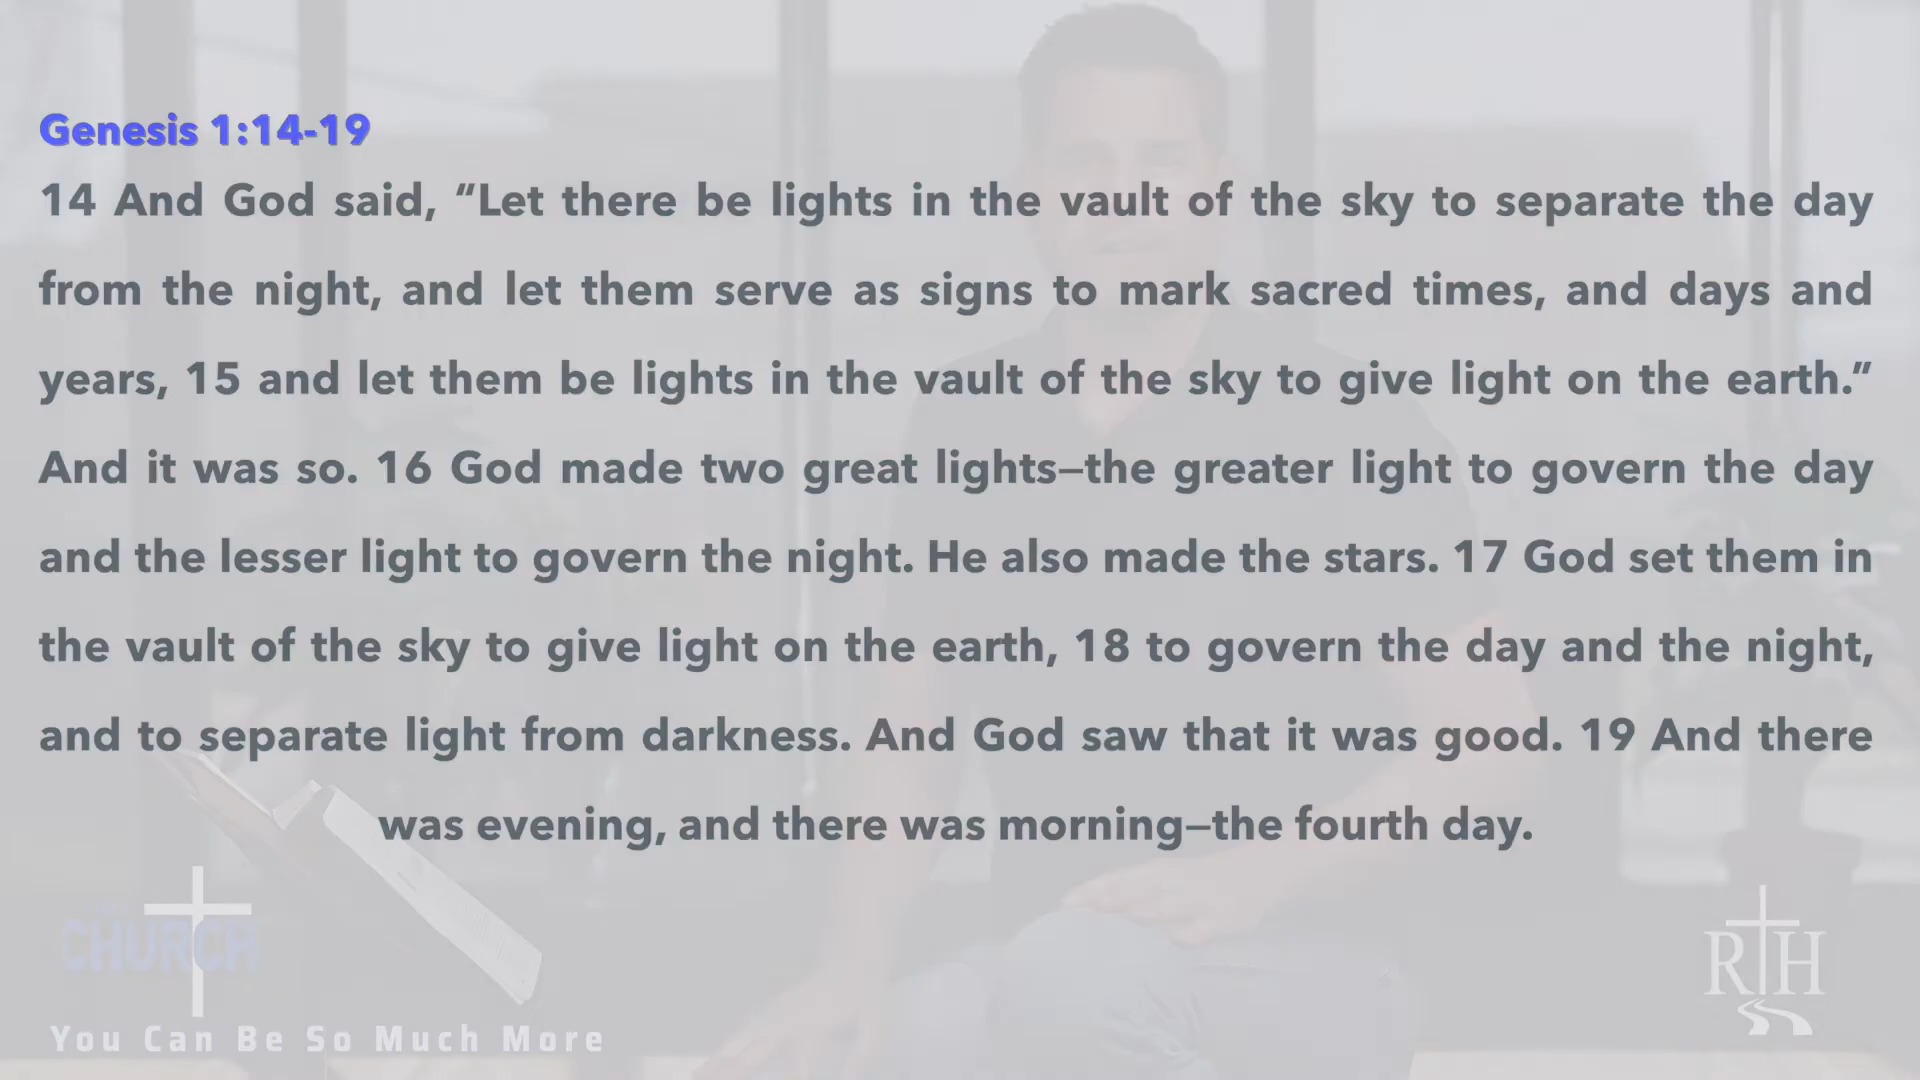 Genesis 1:14-19
14 And God said, “Let there be lights in the vault of the sky to separate the day
from the night, and let them serve as signs to mark sacred times, and days and
years, 15 and let them be lights in the vault of the sky to give light on the earth.”
And it was so. 16 God made two great lights—the greater light to govern the day
and the lesser light to govern the night. He also made the stars. 17 God set them in
the vault of the sky to give light on the earth, 18 to govern the day and the night,
and to separate light from darkness. And God saw that it was good. 19 And there
was evening, and there was morning—the fourth day.
CHURCH
RH
You Can Be So Much More